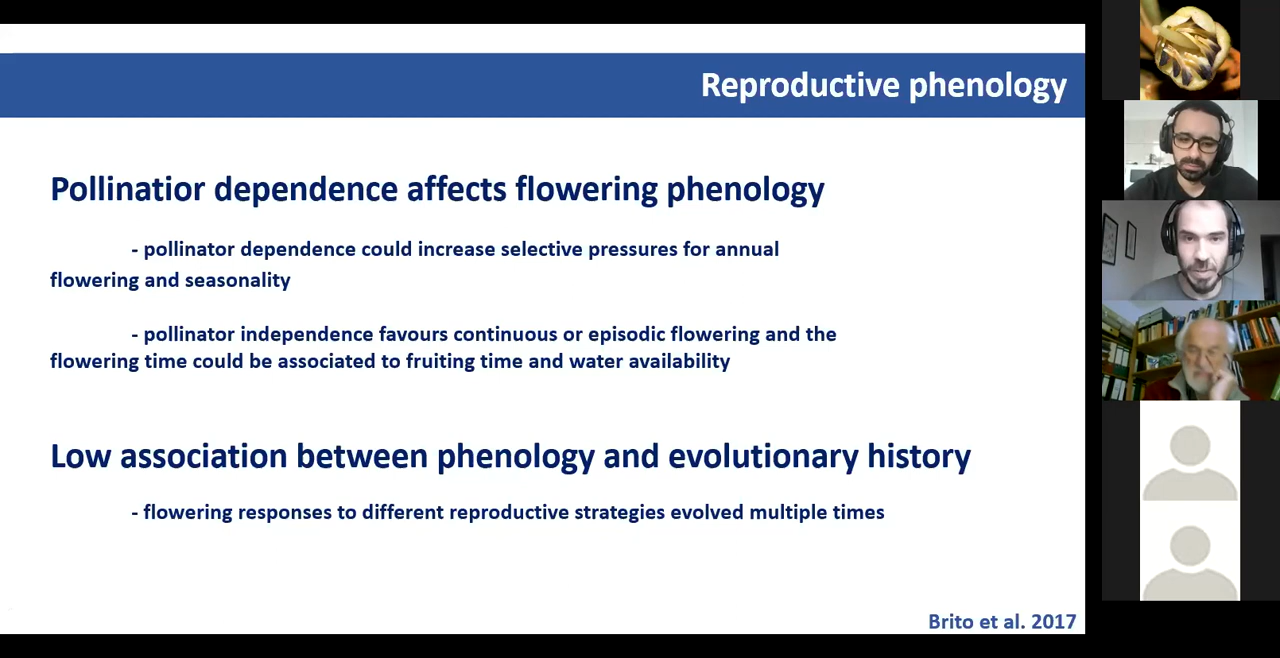 Reproductive phenology
Pollinatior dependence affects flowering phenology
- pollinator dependence could increase selective pressures for annual
flowering and seasonality
- pollinator independence favours continuous or episodic flowering and the
flowering time could be associated to fruiting time and water availability
Low association between phenology and evolutionary history
- flowering responses to different reproductive strategies evolved multiple times
Brito et al. 2017